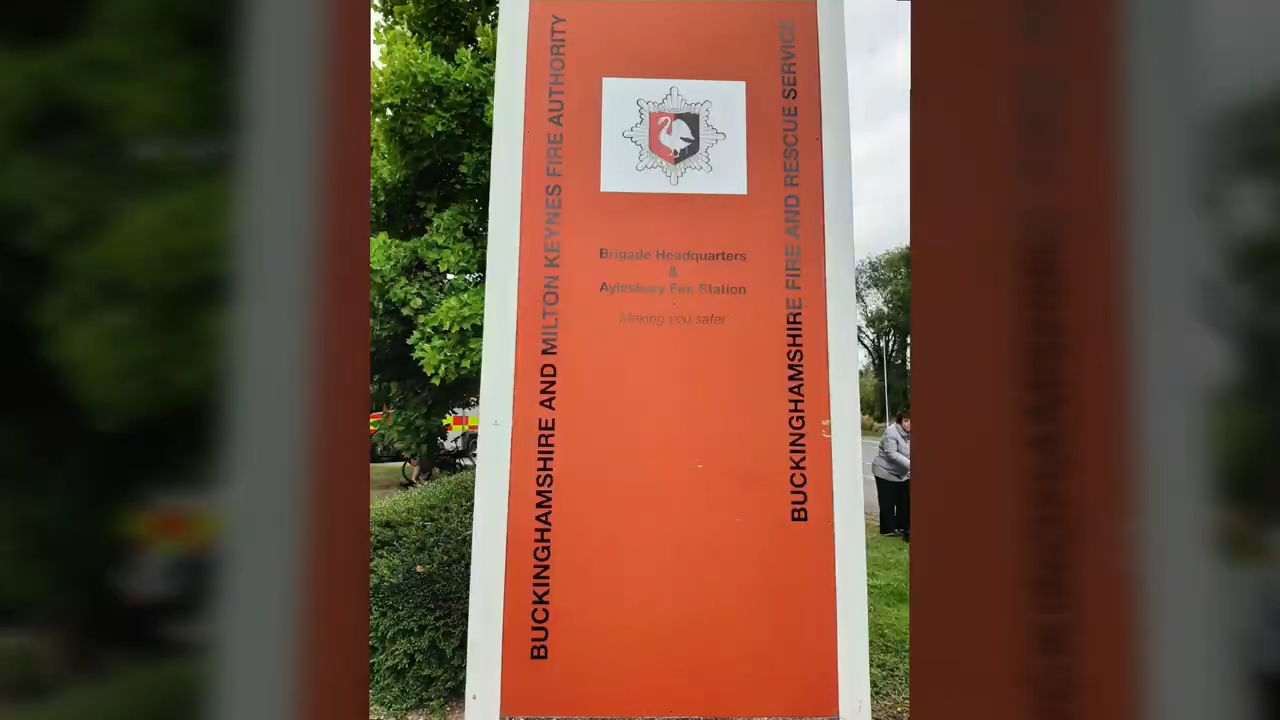 BUCKINGHAMSHIRE AND MILTON KEYNES FIRE AUTHORITY
Brigade Headquarters
&
Aylesbury Fire Station
"Making you safer"
BUCKINGHAMSHIRE FIRE AND RESCUE SERVICE